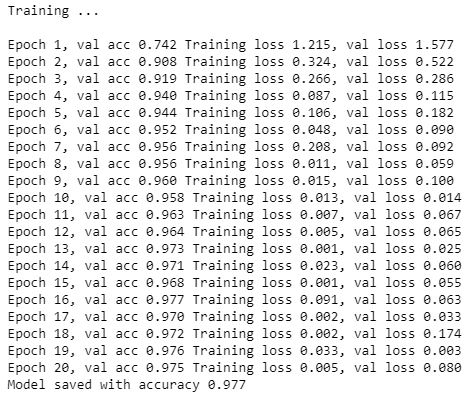 Training ...
Epoch 1, val acc 0.742 Training loss 1.215, val loss 1.577
Epoch 2, val acc 0.908 Training loss 0.324, val loss 0.522
Epoch 3, val acc 0.919 Training loss 0.266, val loss 0.286
Epoch 4, val acc 0.940 Training loss 0.087, val loss 0.115
Epoch 5, val acc 0.944 Training loss 0.106, val loss 0.182
Epoch 6, val acc 0.952 Training loss 0.048, val loss 0.090
Epoch 7, val acc 0.956 Training loss 0.208, val loss 0.092
Epoch 8, val acc 0.956 Training loss 0.011, val loss 0.059
Epoch 9, val acc 0.960 Training loss 0.015, val loss 0.100
Epoch 10, val acc 0.958 Training loss 0.013, val loss 0.014
Epoch 11, val acc 0.963 Training loss 0.007, val loss 0.067
Epoch 12, val acc 0.964 Training loss 0.005, val loss 0.065
Epoch 13, val acc 0.973 Training loss 0.001, val loss 0.025
Epoch 14, val acc 0.971 Training loss 0.023, val loss 0.060
Epoch 15, val acc 0.968 Training loss 0.001, val loss 0.055
Epoch 16, val acc 0.977 Training loss 0.091, val loss 0.063
Epoch 17, val acc 0.970 Training loss 0.002, val loss 0.033
Epoch 18, val acc 0.972 Training loss 0.002, val loss 0.174
Epoch 19, val acc 0.976 Training loss 0.033, val loss 0.003
Epoch 20, val acc 0.975 Training loss 0.005, val loss 0.080
Model saved with accuracy 0.977